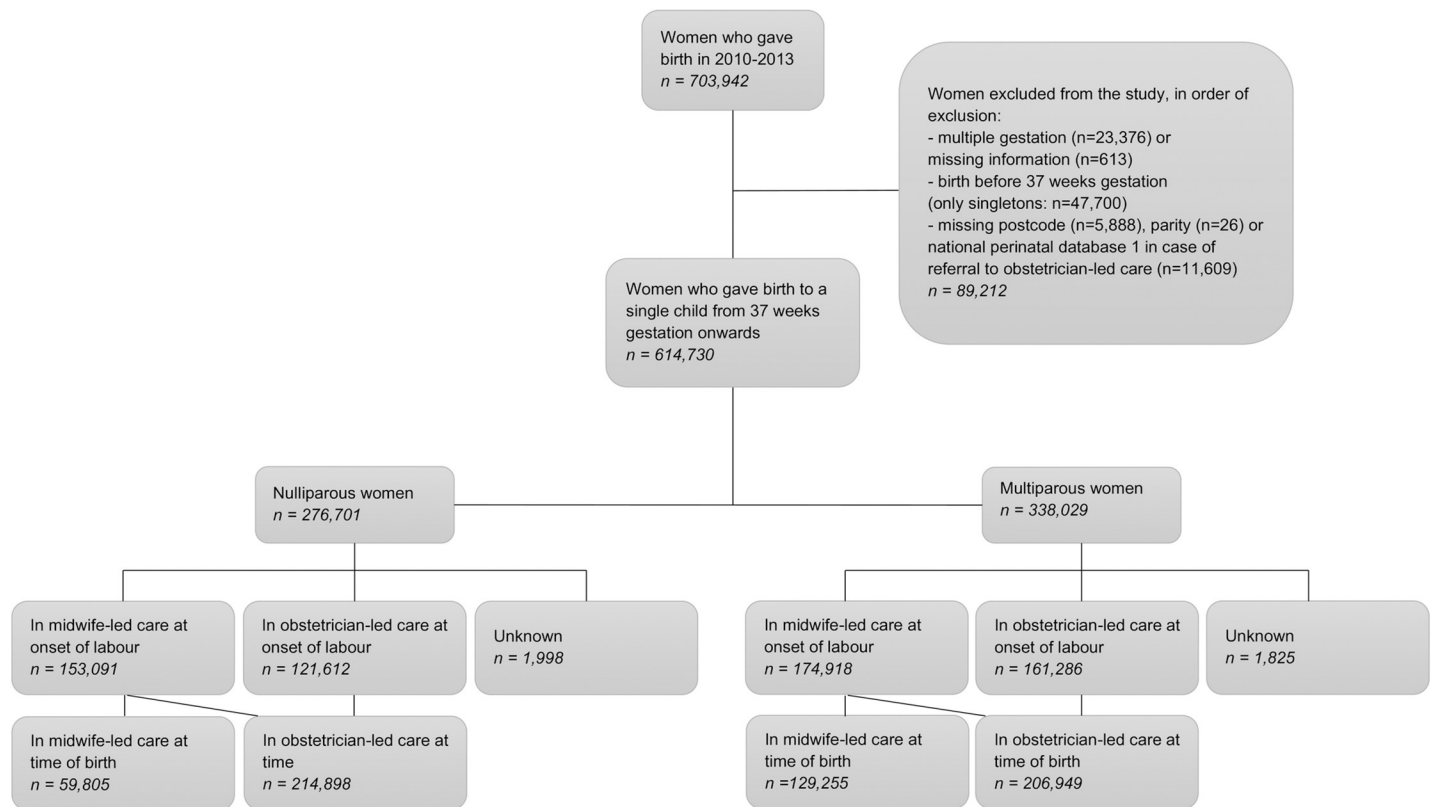 Women who gave
birth in 2010-2013
n = 703,942
Women excluded from the study, in order of
exclusion:
- multiple gestation (n=23,376) or
missing information (n=613)
- birth before 37 weeks gestation
(only singletons: n=47,700)
- missing postcode (n=5,888), parity (n=26) or
national perinatal database 1 in case of
referral to obstetrician-led care (n=11,609)
n = 89,212
Women who gave birth to a
single child from 37 weeks
gestation onwards
n = 614,730
Nulliparous women
n = 276,701
Multiparous women
n = 338,029
In midwife-led care at
onset of labour
n = 153,091
In obstetrician-led care at
onset of labour
n = 121,612
Unknown
n = 1,998
In midwife-led care at
onset of labour
n = 174,918
In obstetrician-led care at
onset of labour
n = 161,286
Unknown
n = 1,825
In midwife-led care at
time of birth
n = 59,805
In obstetrician-led care at
time
n = 214,898
In midwife-led care at
time of birth
n =129,255
In obstetrician-led care at
time of birth
n = 206,949